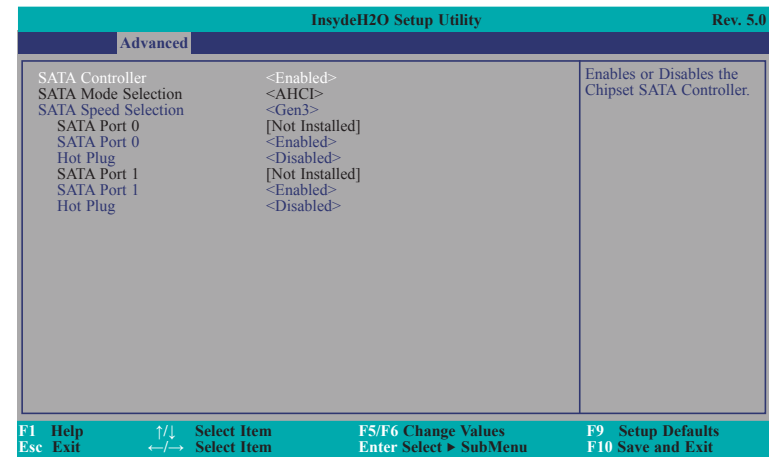 InsydeH2O Setup Utility Rev. 5.0
Advanced
SATA Controller <Enabled>
SATA Mode Selection <AHCI>
SATA Speed Selection <Gen3>
SATA Port 0 [Not Installed]
SATA Port 0 <Enabled>
Hot Plug <Disabled>
SATA Port 1 [Not Installed]
SATA Port 1 <Enabled>
Hot Plug <Disabled>
Enables or Disables the
Chipset SATA Controller.
F1 Help ↑/↓ Select Item F5/F6 Change Values F9 Setup Defaults
Esc Exit ←/→ Select Item Enter Select ► SubMenu F10 Save and Exit